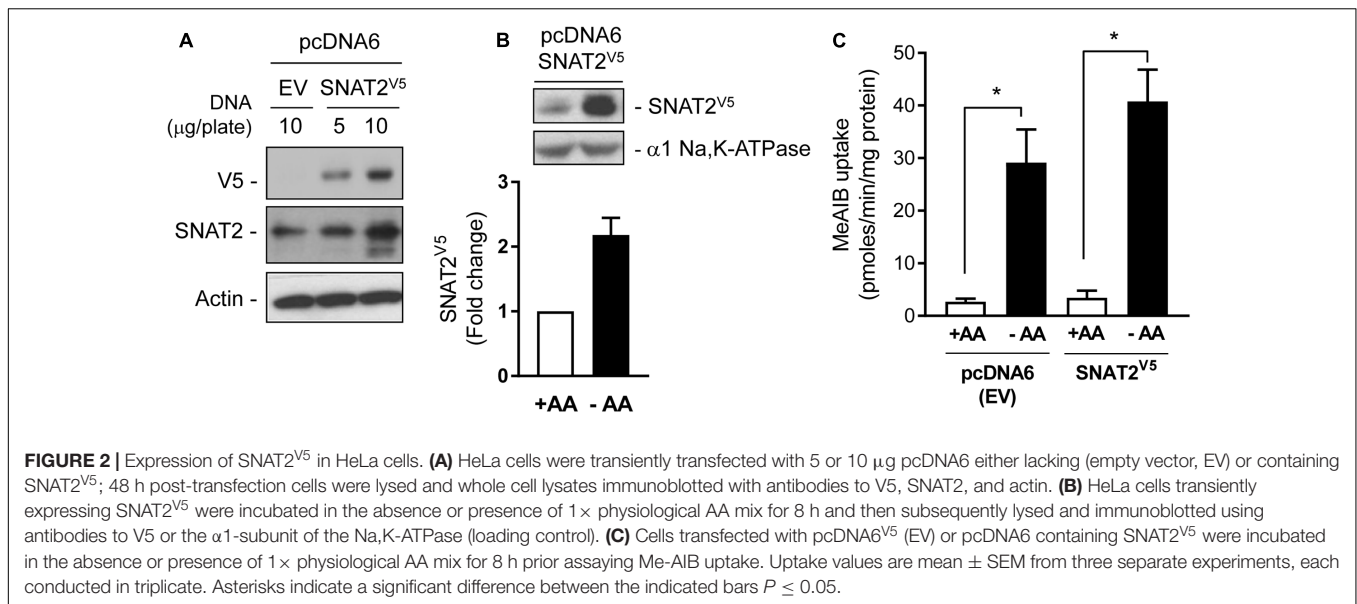 A
pcDNA6
EV SNAT2V5
DNA
(µg/plate) 10 5 10
V5 -
SNAT2 -
Actin -
B
pcDNA6
SNAT2V5
- SNAT2V5
- α1 Na,K-ATPase
SNAT2V5
(Fold change)
3
2
1
0
+AA - AA
C
MeAIB uptake
(pmoles/min/mg protein)
50
40
30
20
10
0
*
*
+AA - AA +AA - AA
pcDNA6
(EV)
SNAT2V5
FIGURE 2 | Expression of SNAT2V5 in HeLa cells. (A) HeLa cells were transiently transfected with 5 or 10 µg pcDNA6 either lacking (empty vector, EV) or containing
SNAT2V5; 48 h post-transfection cells were lysed and whole cell lysates immunoblotted with antibodies to V5, SNAT2, and actin. (B) HeLa cells transiently
expressing SNAT2V5 were incubated in the absence or presence of 1× physiological AA mix for 8 h and then subsequently lysed and immunoblotted using
antibodies to V5 or the α1-subunit of the Na,K-ATPase (loading control). (C) Cells transfected with pcDNA6V5 (EV) or pcDNA6 containing SNAT2V5 were incubated
in the absence or presence of 1× physiological AA mix for 8 h prior assaying Me-AIB uptake. Uptake values are mean ± SEM from three separate experiments, each
conducted in triplicate. Asterisks indicate a significant difference between the indicated bars P ≤ 0.05.